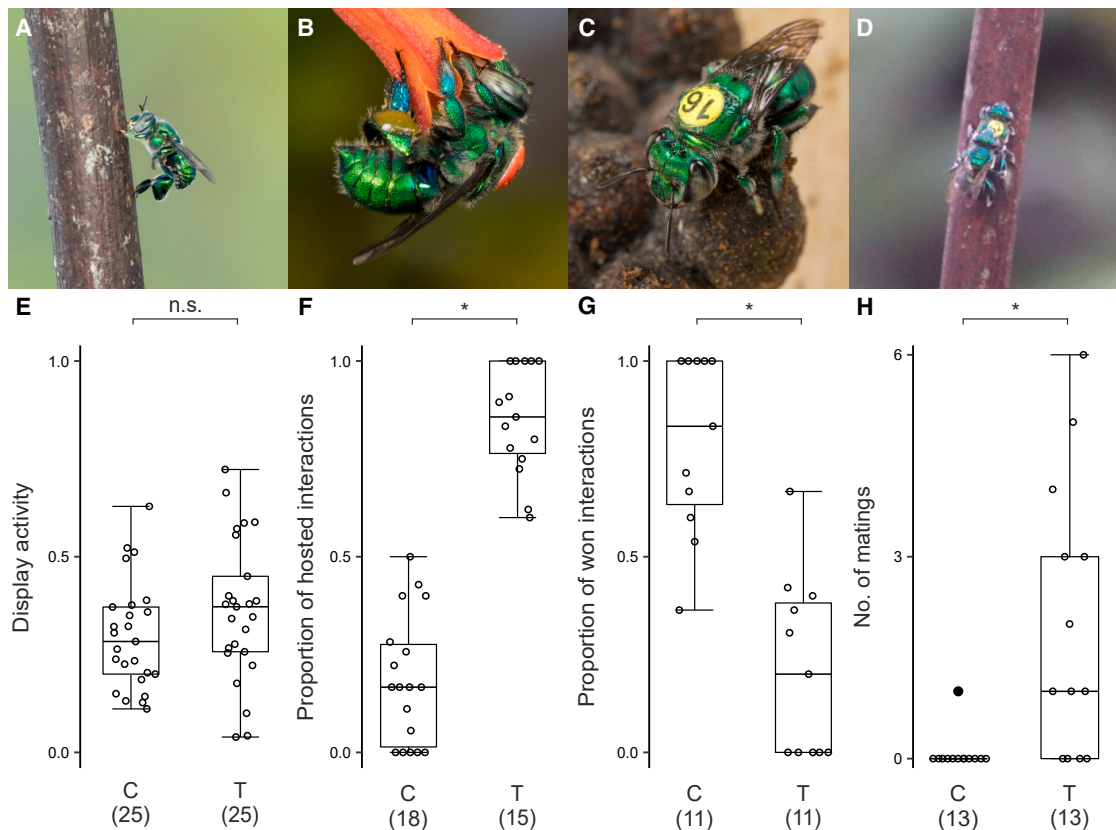 A
B
C
D
16
E
n.s.
F
*
G
*
H
*
Display activity
1.0
0.5
0.0
C
T
(25)
(25)
Proportion of hosted interactions
1.0
0.5
0.0
C
T
(18)
(15)
Proportion of won interactions
1.0
0.5
0.0
C
T
(11)
(11)
No. of matings
6
3
0
C
T
(13)
(13)